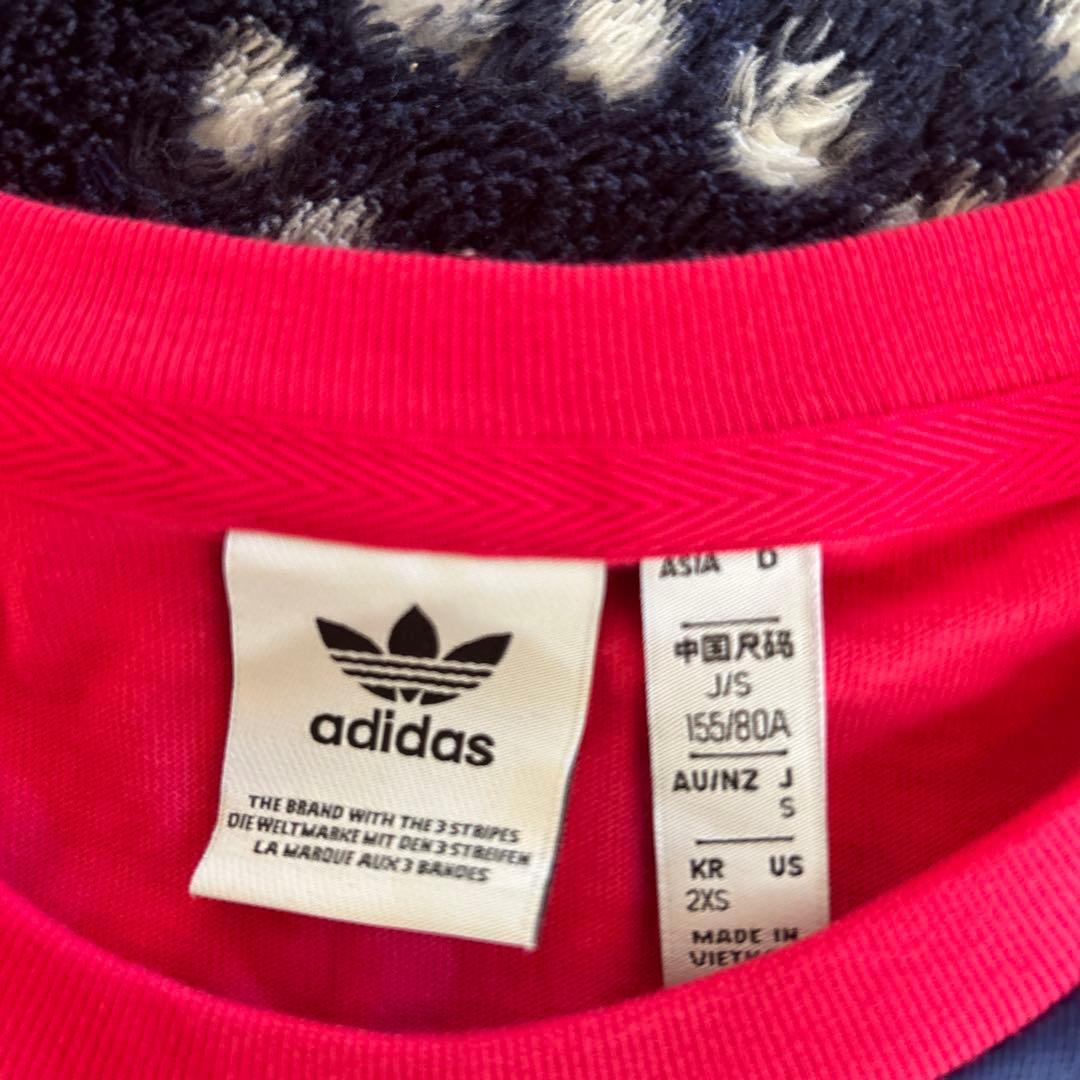 adidas
THE BRAND WITH THE 3 STRIPES
DIE WELTMARKE MIT DEN 3 STREIFEN
LA MARQUE AUX 3 BANDES
ASIA D
中国尺码
J/S
155/80A
AU/NZ J
S
KR US
2XS
MADE IN